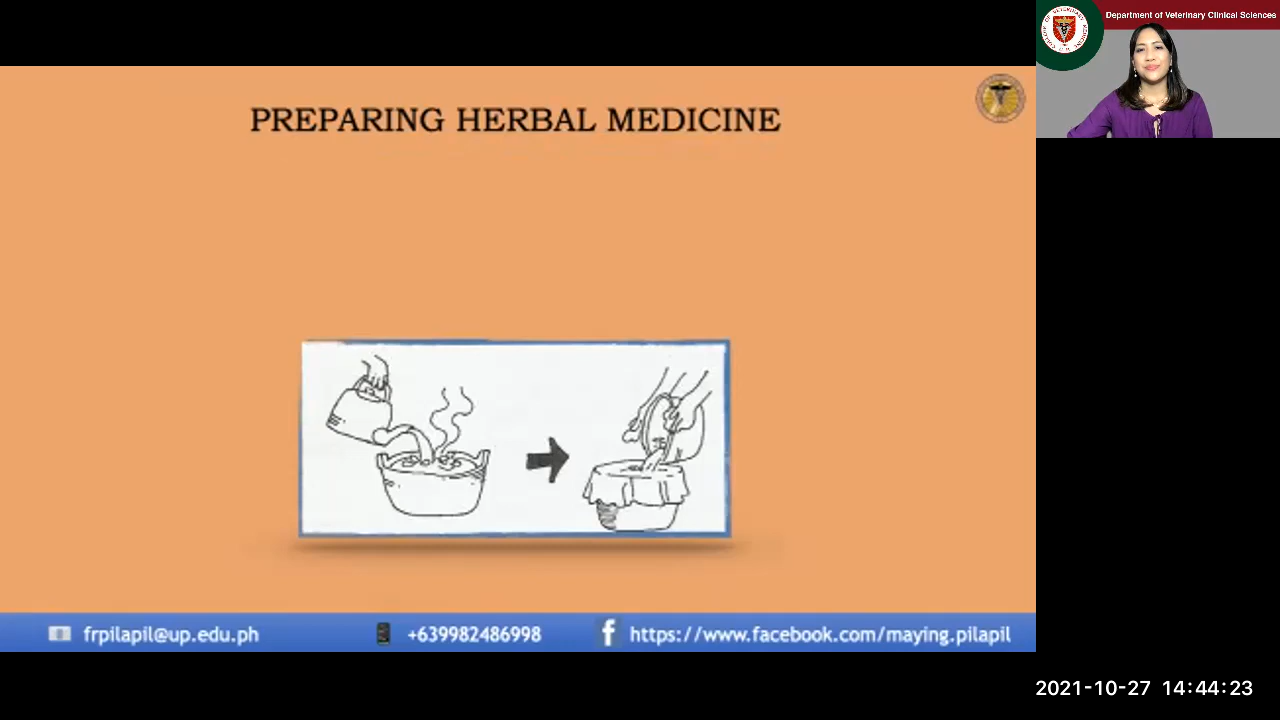 Department of Veterinary Clinical Sciences
PREPARING HERBAL MEDICINE
frpilapil@up.edu.ph
+639982486998
https://www.facebook.com/maying.pilapil
2021-10-27 14:44:23